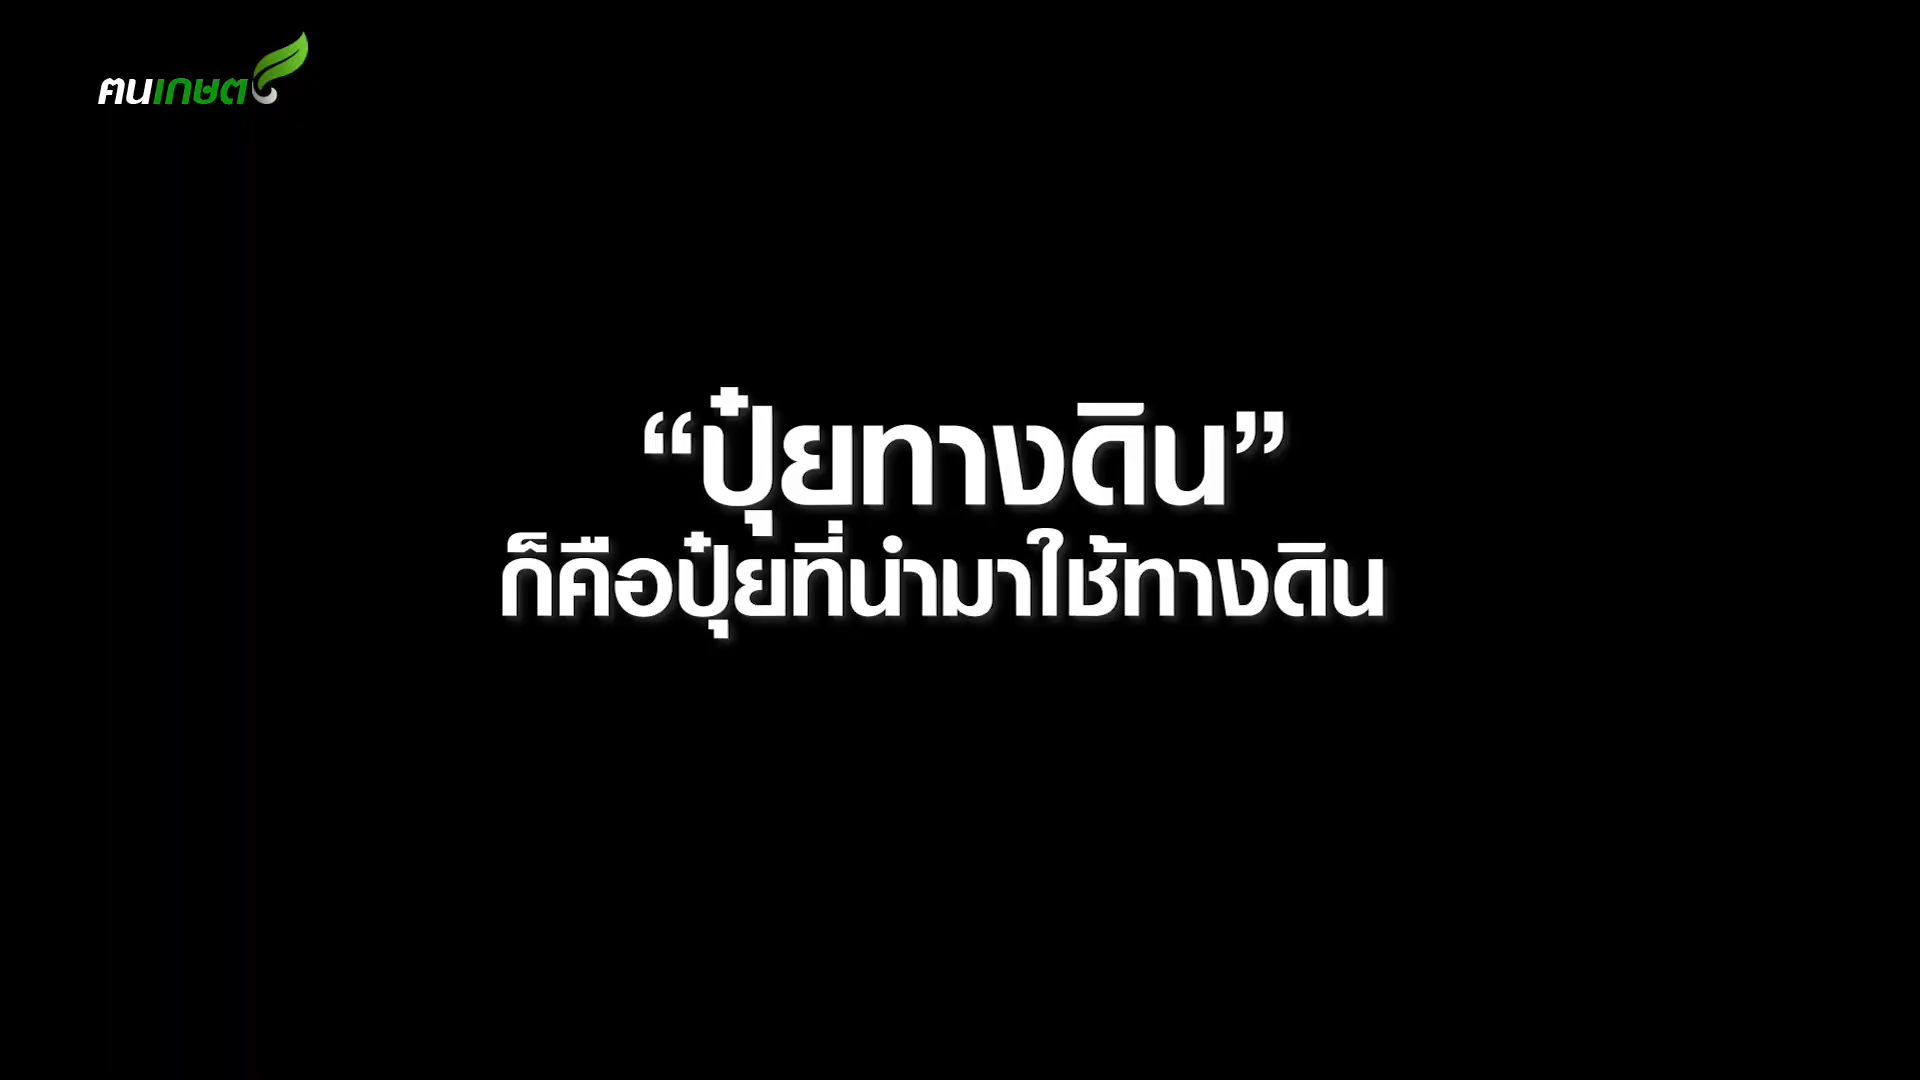 ฅนเกษตร
“ปุ๋ยทางดิน”
ก็คือปุ๋ยที่นำมาใช้ทางดิน